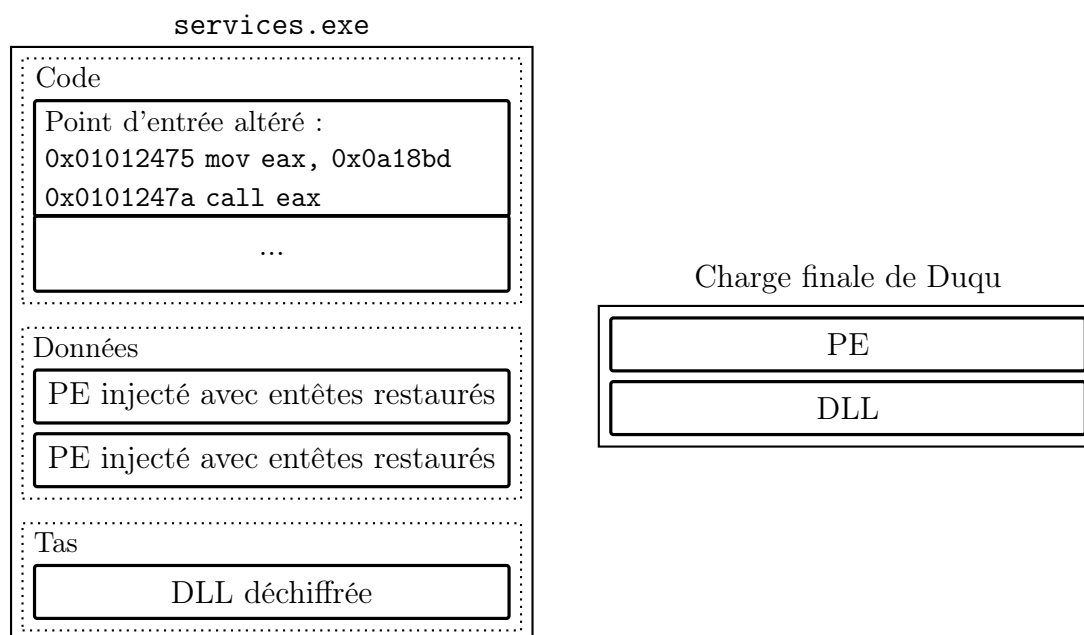 services.exe
Code
Point d'entrée altéré :
0x01012475 mov eax, 0x0a18bd
0x0101247a call eax
...
Données
PE injecté avec entêtes restaurés
PE injecté avec entêtes restaurés
Tas
DLL déchiffrée
Charge finale de Duqu
PE
DLL